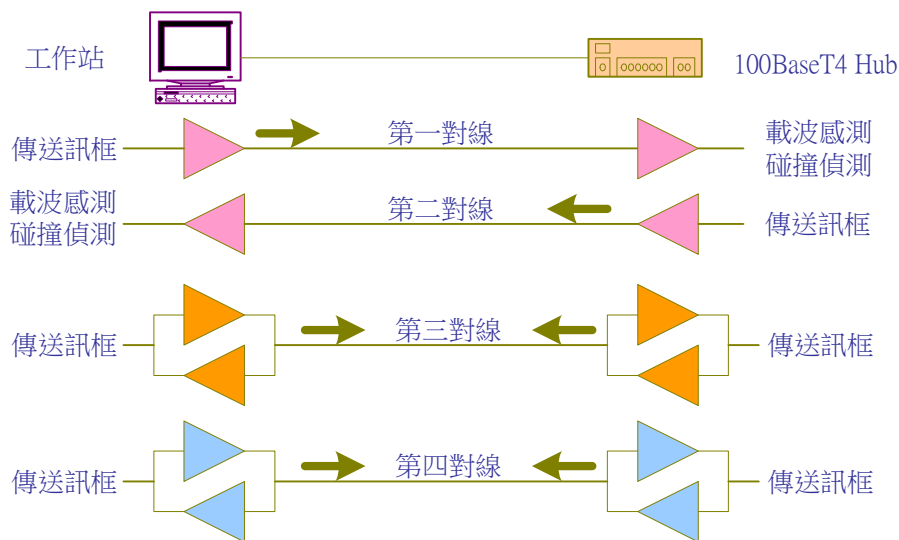 工作站
100BaseT4 Hub
傳送訊框
第一對線
載波感測
碰撞偵測
載波感測
碰撞偵測
第二對線
傳送訊框
傳送訊框
第三對線
傳送訊框
傳送訊框
第四對線
傳送訊框